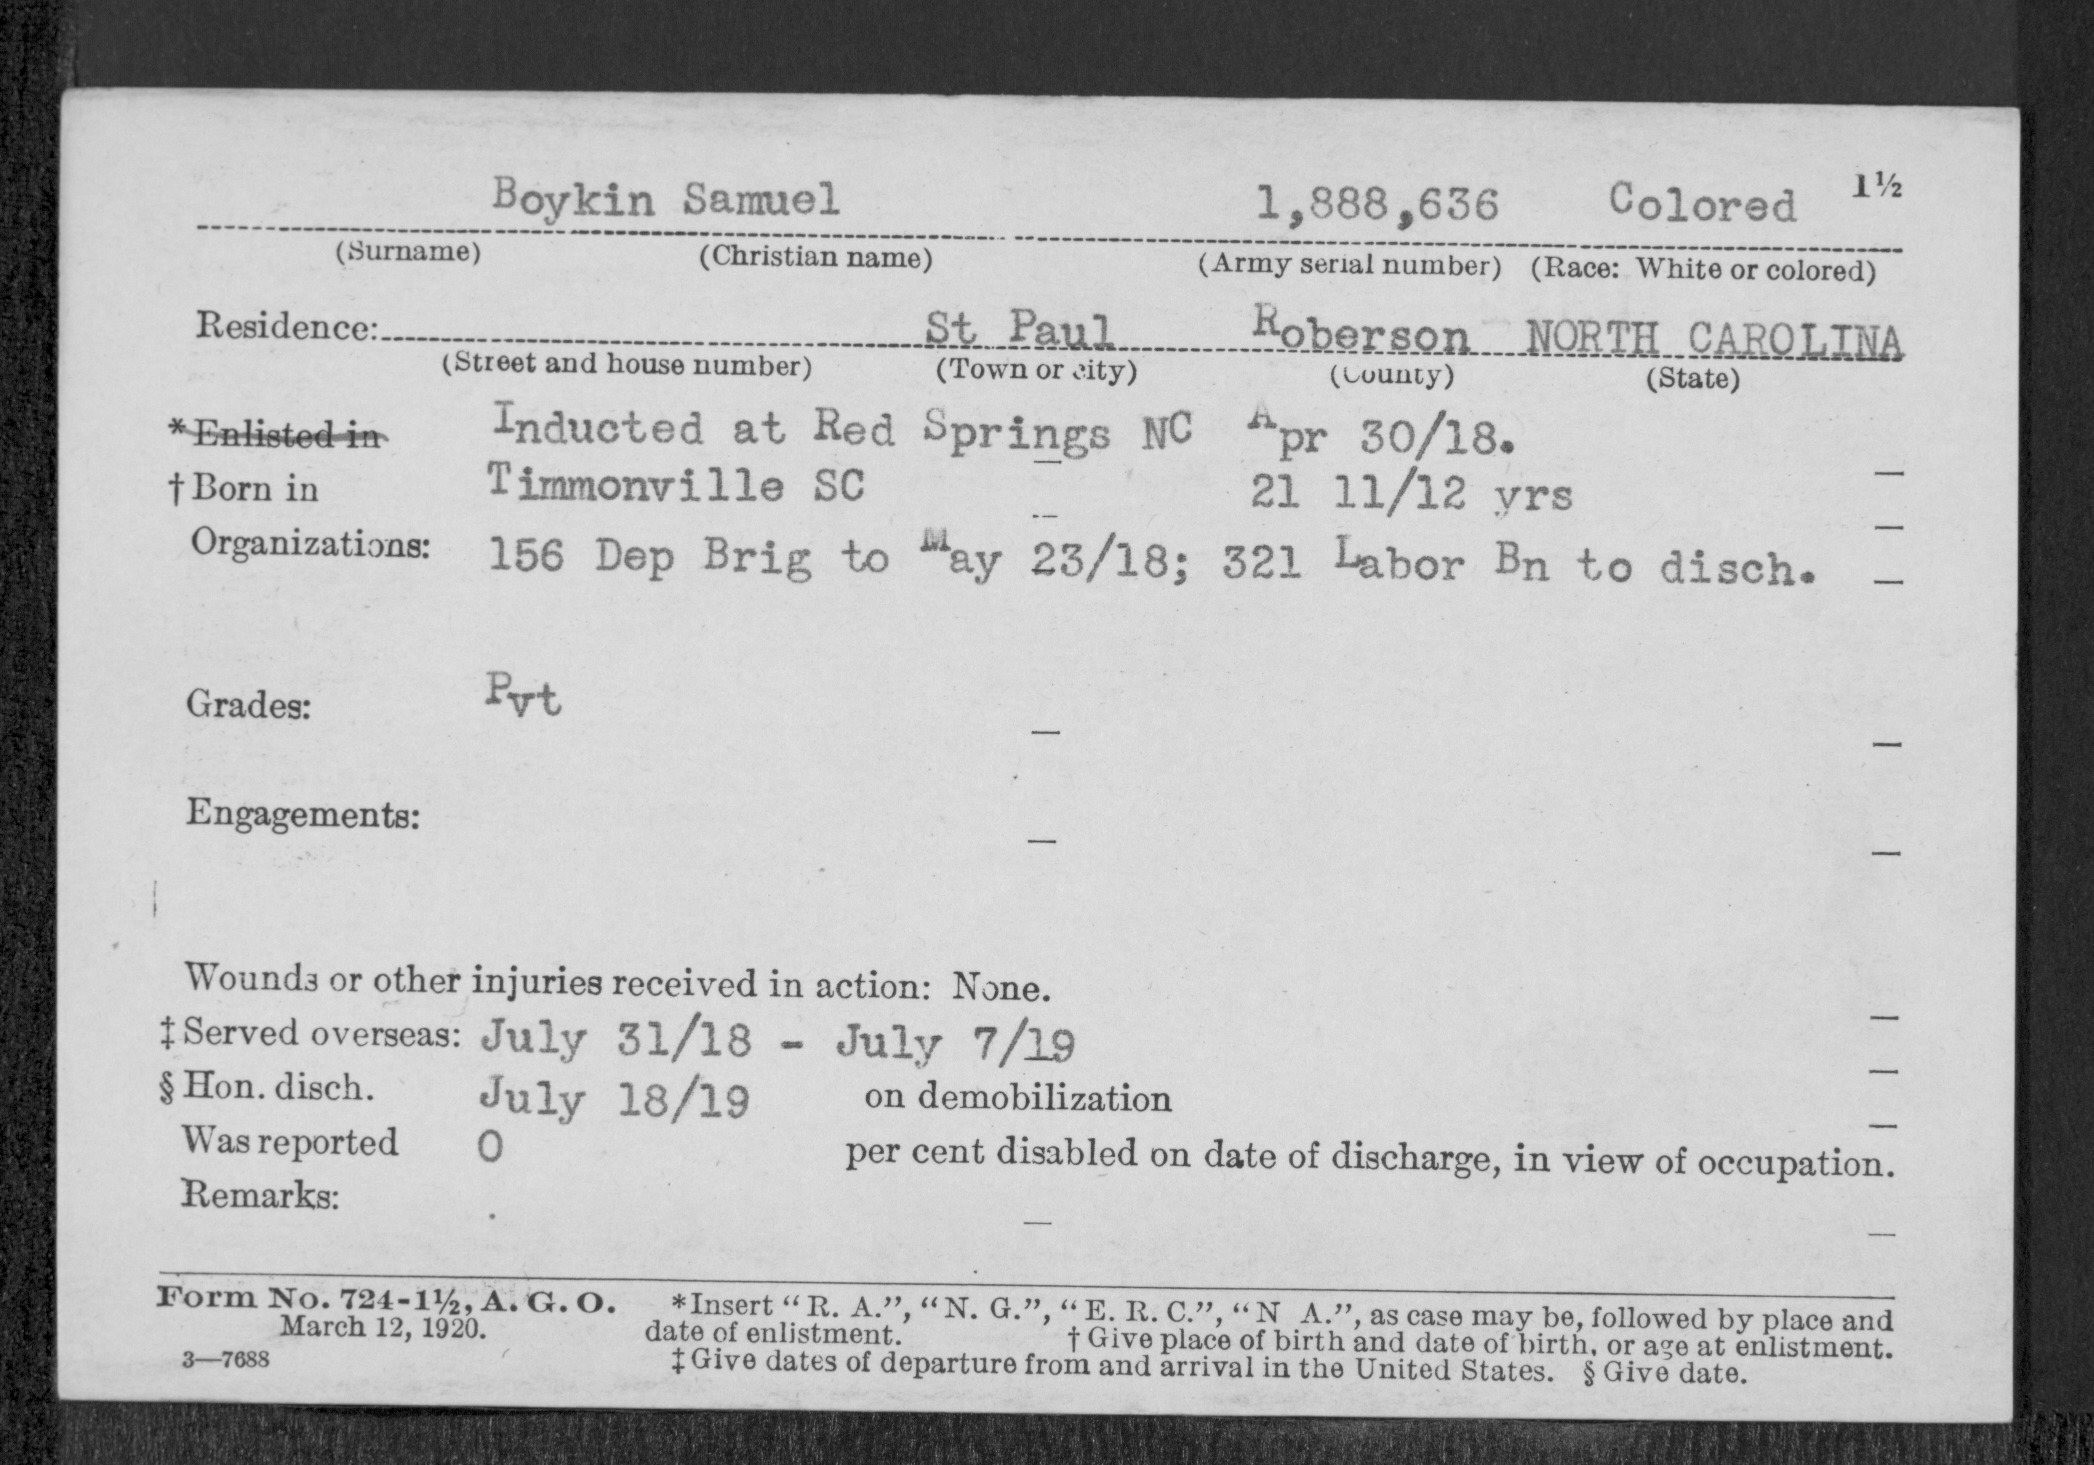 Boykin Samuel 1,888,636 Colored 1½
(Surname) (Christian name) (Army serial number) (Race: White or colored)
Residence: St Paul Roberson NORTH CAROLINA
(Street and house number) (Town or city) (County) (State)
*Enlisted in Inducted at Red Springs NC Apr 30/18.
†Born in Timmonville SC 21 11/12 yrs
Organizations: 156 Dep Brig to May 23/18; 321 Labor Bn to disch.
Grades: Pvt
Engagements:
Wounds or other injuries received in action: None.
‡Served overseas: July 31/18 - July 7/19
§Hon. disch. July 18/19 on demobilization
Was reported 0 per cent disabled on date of discharge, in view of occupation.
Remarks:
Form No. 724-1½, A. G. O. *Insert "R. A.", "N. G.", "E. R. C.", "N A.", as case may be, followed by place and
March 12, 1920. date of enlistment. †Give place of birth and date of birth, or age at enlistment.
3—7688 ‡Give dates of departure from and arrival in the United States. §Give date.